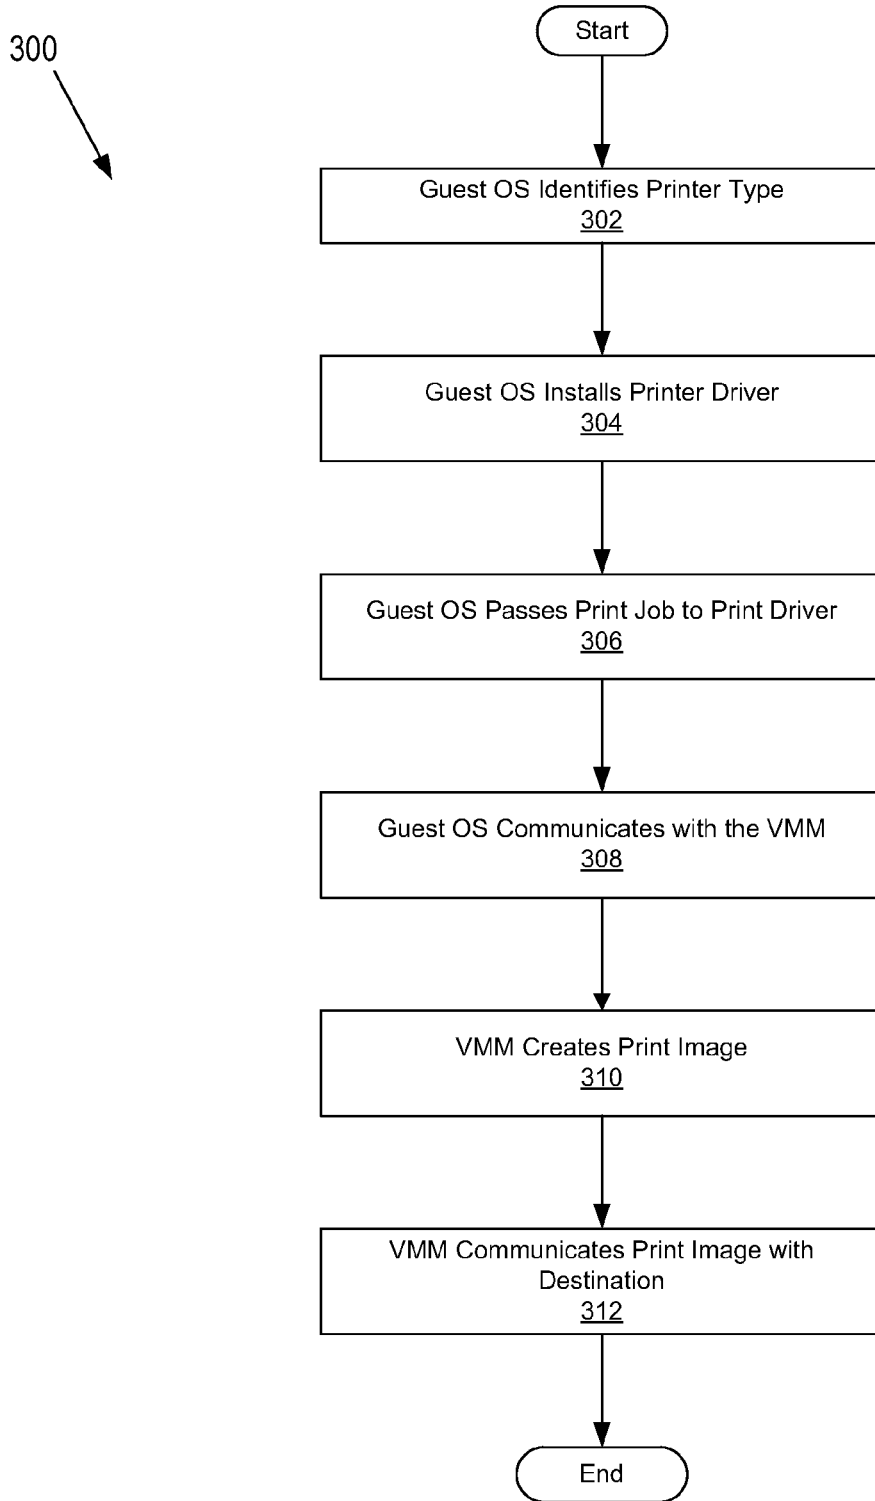 300
Start
Guest OS Identifies Printer Type
302
Guest OS Installs Printer Driver
304
Guest OS Passes Print Job to Print Driver
306
Guest OS Communicates with the VMM
308
VMM Creates Print Image
310
VMM Communicates Print Image with
Destination
312
End